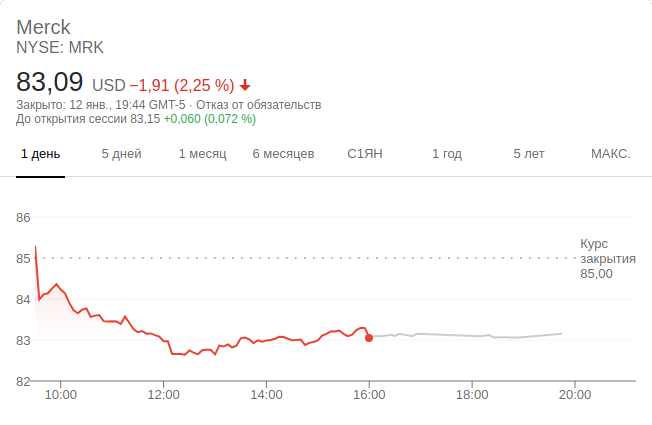 Merck
NYSE: MRK
83,09 USD −1,91 (2,25 %)
Закрыто: 12 янв., 19:44 GMT-5 · Отказ от обязательств
До открытия сессии 83,15 +0,060 (0,072 %)
1 день 5 дней 1 месяц 6 месяцев С1ЯН 1 год 5 лет МАКС.
86
Курс
85 закрытия
85,00
84
83
82
10:00 12:00 14:00 16:00 18:00 20:00